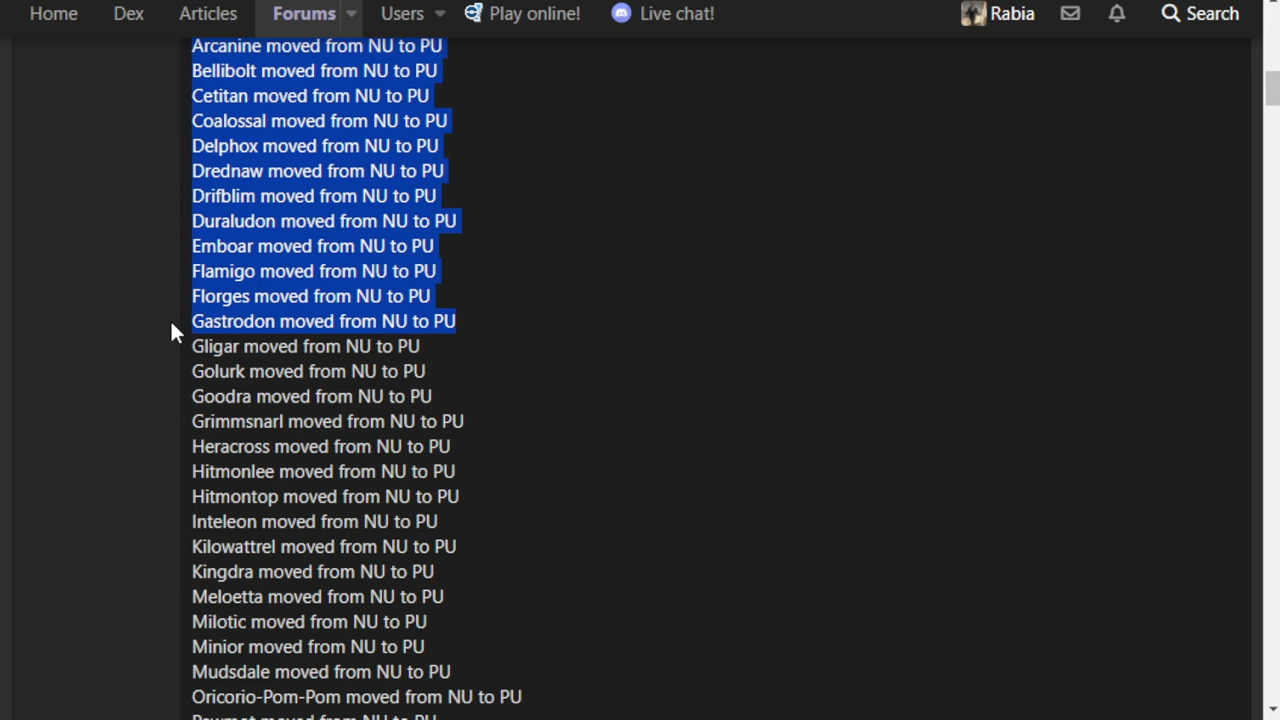 Home Dex Articles Forums Users Play online! Live chat! Rabia Search
Arcanine moved from NU to PU
Bellibolt moved from NU to PU
Cetitan moved from NU to PU
Coalossal moved from NU to PU
Delphox moved from NU to PU
Drednaw moved from NU to PU
Drifblim moved from NU to PU
Duraludon moved from NU to PU
Emboar moved from NU to PU
Flamigo moved from NU to PU
Florges moved from NU to PU
Gastrodon moved from NU to PU
Gligar moved from NU to PU
Golurk moved from NU to PU
Goodra moved from NU to PU
Grimmsnarl moved from NU to PU
Heracross moved from NU to PU
Hitmonlee moved from NU to PU
Hitmontop moved from NU to PU
Inteleon moved from NU to PU
Kilowattrel moved from NU to PU
Kingdra moved from NU to PU
Meloetta moved from NU to PU
Milotic moved from NU to PU
Minior moved from NU to PU
Mudsdale moved from NU to PU
Oricorio-Pom-Pom moved from NU to PU